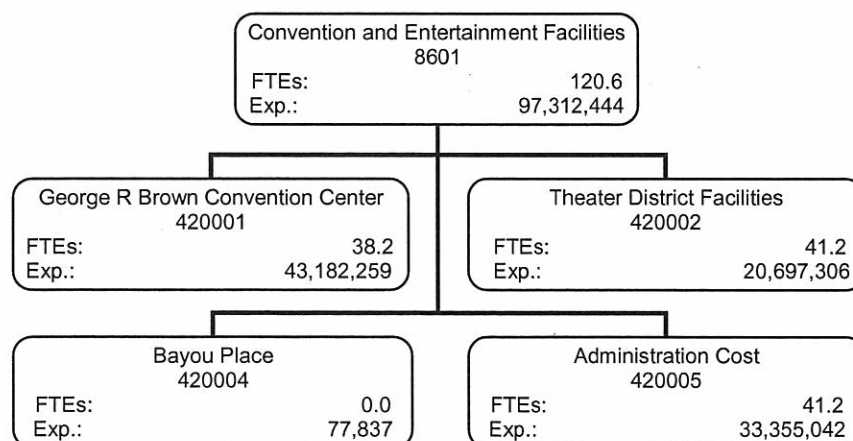 Convention and Entertainment Facilities
8601
FTEs: 120.6
Exp.: 97,312,444
George R Brown Convention Center
420001
FTEs: 38.2
Exp.: 43,182,259
Theater District Facilities
420002
FTEs: 41.2
Exp.: 20,697,306
Bayou Place
420004
FTEs: 0.0
Exp.: 77,837
Administration Cost
420005
FTEs: 41.2
Exp.: 33,355,042